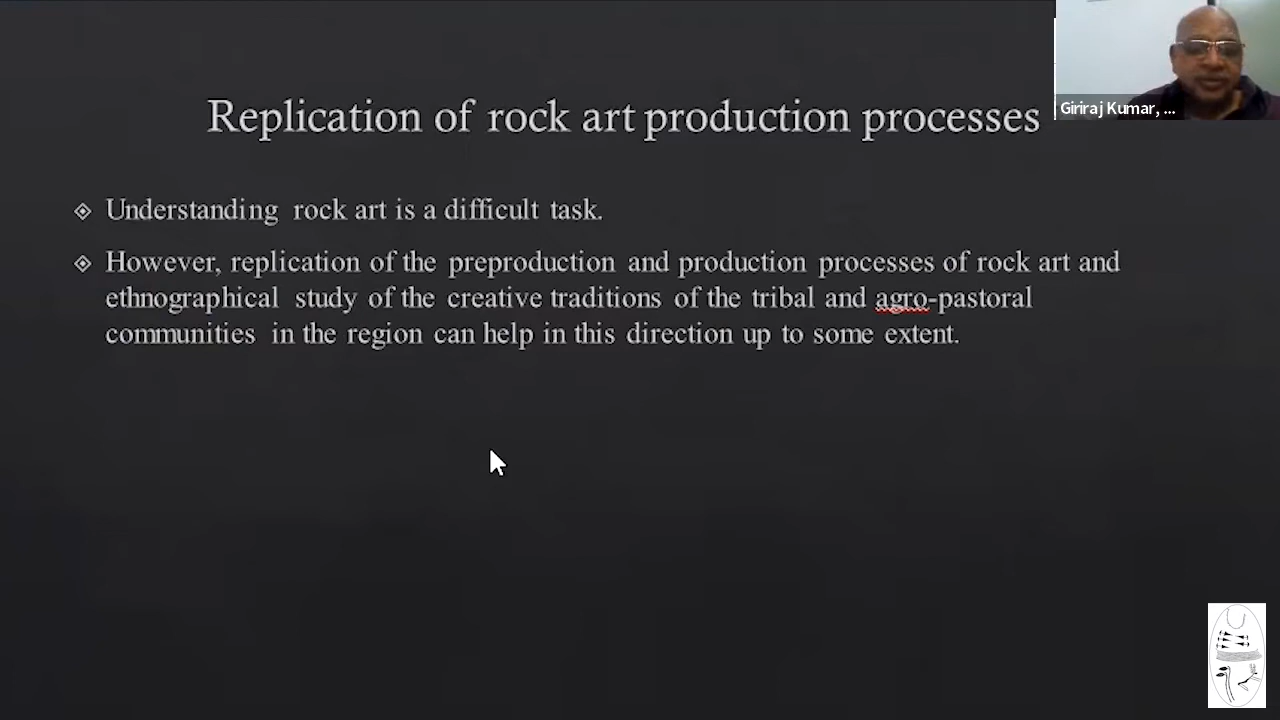 Giriraj Kumar, ...
Replication of rock art production processes
Understanding rock art is a difficult task.
However, replication of the preproduction and production processes of rock art and
ethnographical study of the creative traditions of the tribal and agro-pastoral
communities in the region can help in this direction up to some extent.